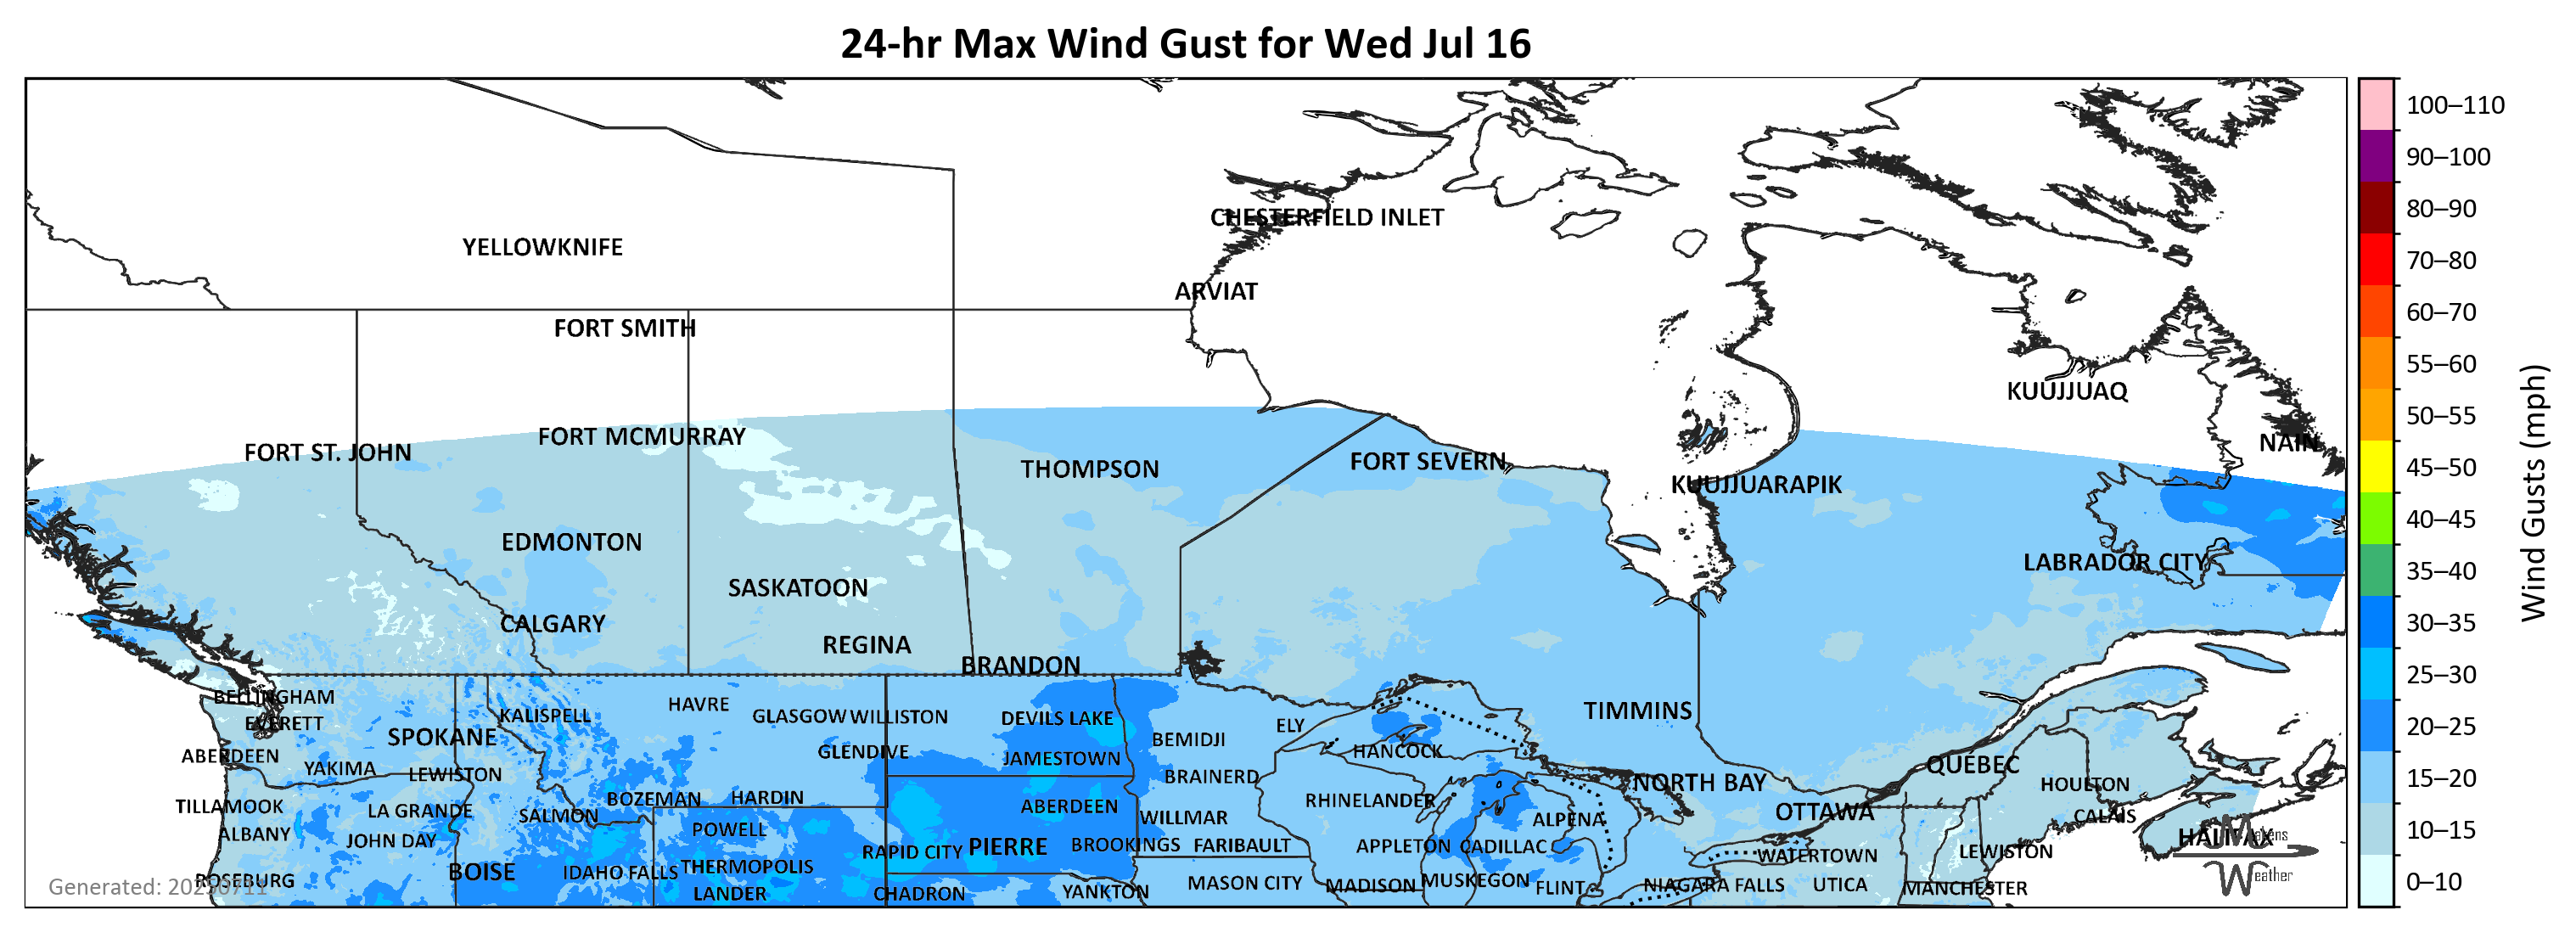 24-hr Max Wind Gust for Wed Jul 16
CHESTERFIELD INLET
YELLOWKNIFE
ARVIAT
FORT SMITH
KUUJJUAQ
FORT MCMURRAY
NAIN
FORT ST. JOHN
FORT SEVERN
THOMPSON
KUUJJUARAPIK
EDMONTON
LABRADOR CITY
SASKATOON
CALGARY
REGINA
BRANDON
BELLINGHAM
HAVRE
TIMMINS
KALISPELL
GLASGOW
WILLISTON
DEVILS LAKE
EVERETT
ELY
SPOKANE
BEMIDJI
GLENDIVE
HANCOCK
ABERDEEN
JAMESTOWN
QUÉBEC
YAKIMA
LEWISTON
BRAINERD
NORTH BAY
HOULTON
BOZEMAN
HARDIN
RHINELANDER
TILLAMOOK
ABERDEEN
LA GRANDE
OTTAWA
SALMON
WILLMAR
ALPENA
CALAIS
POWELL
ALBANY
HALIFAX
JOHN DAY
PIERRE
BROOKINGS
FARIBAULT
APPLETON
CADILLAC
RAPID CITY
LEWISTON
WATERTOWN
THERMOPOLIS
BOISE
IDAHO FALLS
ROSEBURG
MUSKEGON
MASON CITY
MADISON
NIAGARA FALLS
UTICA
FLINT
MANCHESTER
LANDER
CHADRON
YANKTON
Generated: 20250711
Makens
Weather
100–110
90–100
80–90
70–80
60–70
55–60
50–55
45–50
40–45
35–40
30–35
25–30
20–25
15–20
10–15
0–10
Wind Gusts (mph)